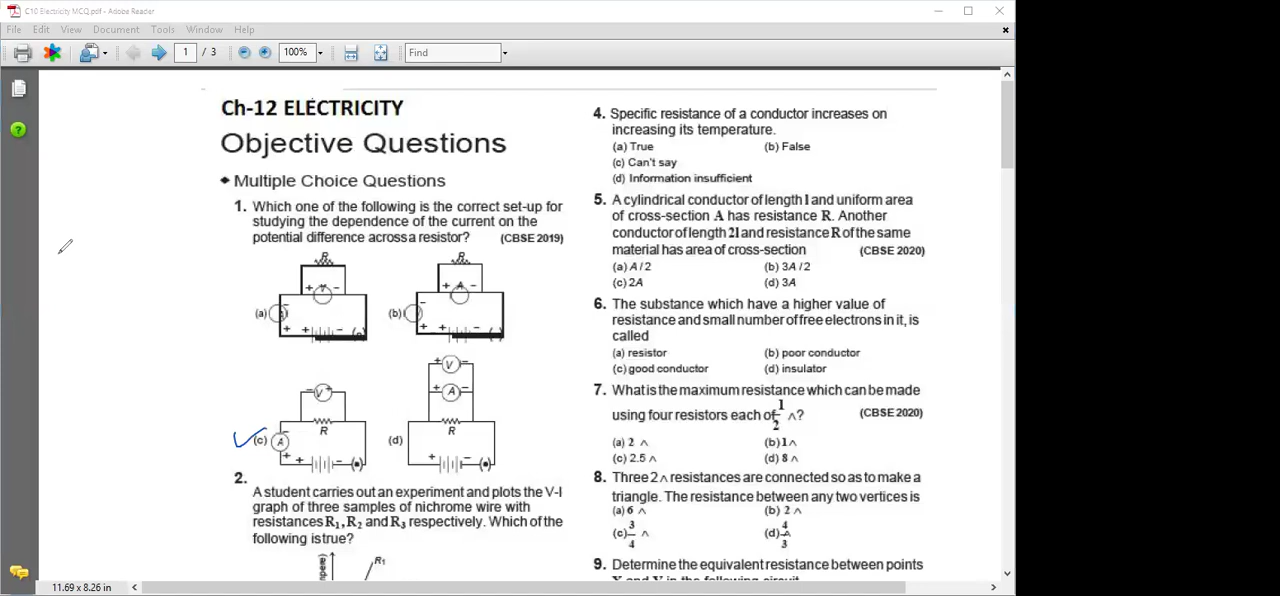 C10 Electricity MCQ.pdf - Adobe Reader
File Edit View Document Tools Window Help
1 / 3 100% Find
Ch-12 ELECTRICITY
Objective Questions
Multiple Choice Questions
1. Which one of the following is the correct set-up for
studying the dependence of the current on the
potential difference across a resistor? (CBSE 2019)
R R
+ V − + A −
(a) (b)
+ + − + + −
+ V −
+ A −
− V +
R R
(c) A (d)
+ + − + −
2.
A student carries out an experiment and plots the V-I
graph of three samples of nichrome wire with
resistances R1, R2 and R3 respectively. Which of the
following is true?
R1
4. Specific resistance of a conductor increases on
increasing its temperature.
(a) True (b) False
(c) Can't say
(d) Information insufficient
5. A cylindrical conductor of length l and uniform area
of cross-section A has resistance R. Another
conductor of length 2l and resistance R of the same
material has area of cross-section (CBSE 2020)
(a) A / 2 (b) 3A / 2
(c) 2A (d) 3A
6. The substance which have a higher value of
resistance and small number of free electrons in it, is
called
(a) resistor (b) poor conductor
(c) good conductor (d) insulator
7. What is the maximum resistance which can be made
using four resistors each of 1/2 ^? (CBSE 2020)
(a) 2 ^ (b) 1 ^
(c) 2.5 ^ (d) 8 ^
8. Three 2 ^ resistances are connected so as to make a
triangle. The resistance between any two vertices is
(a) 6 ^ (b) 2 ^
(c) 3/4 ^ (d) 4/3 ^
9. Determine the equivalent resistance between points
X and Y in the following circuit.
11.69 x 8.26 in